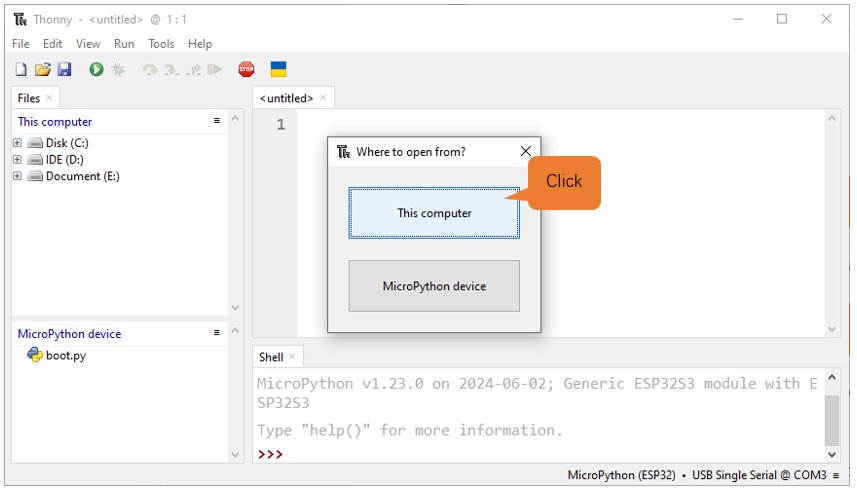 Thonny - <untitled> @ 1 : 1
File Edit View Run Tools Help
STOP
Files
This computer
Disk (C:)
IDE (D:)
Document (E:)
MicroPython device
boot.py
<untitled>
1
Where to open from?
This computer
MicroPython device
Click
Shell
MicroPython v1.23.0 on 2024-06-02; Generic ESP32S3 module with E
SP32S3
Type "help()" for more information.
>>>
MicroPython (ESP32) • USB Single Serial @ COM3 ≡